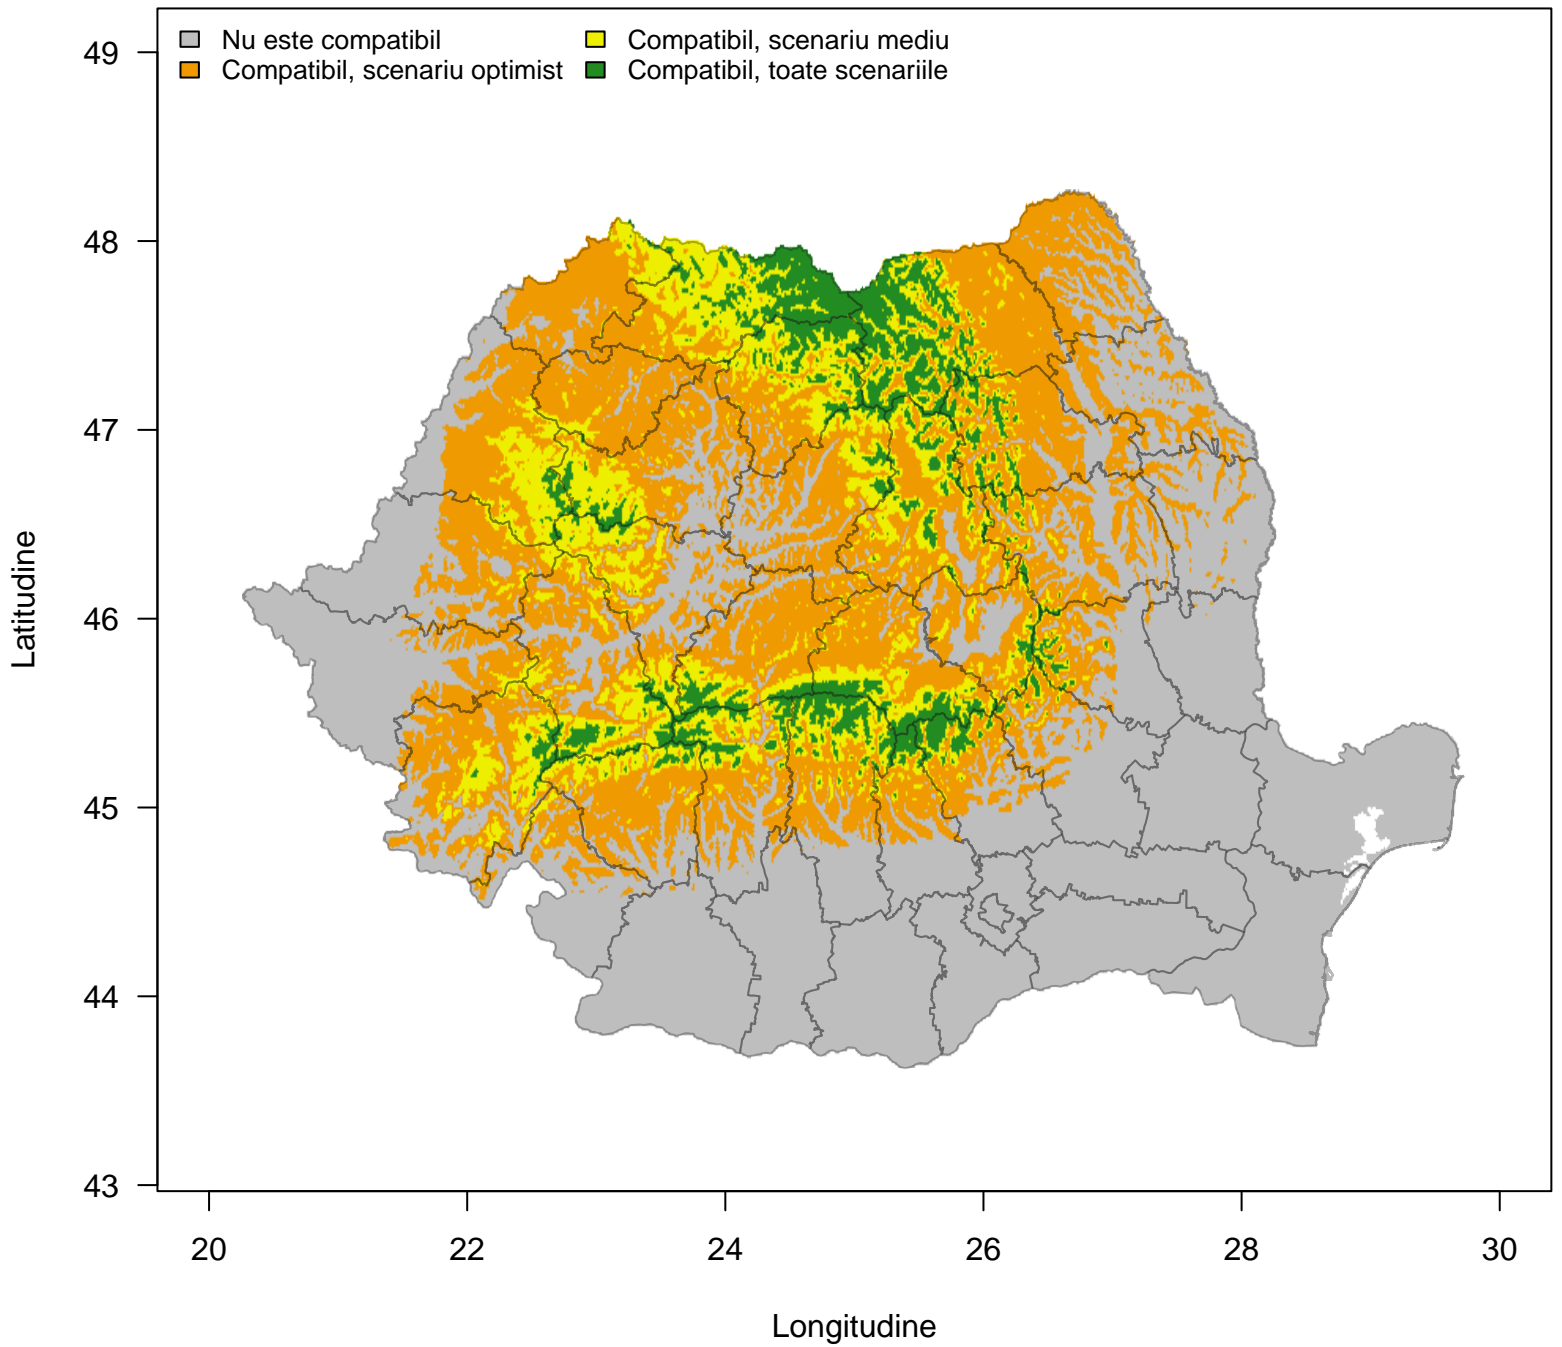 Nu este compatibil
Compatibil, scenariu optimist
Compatibil, scenariu mediu
Compatibil, toate scenariile
Latitudine
49
48
47
46
45
44
43
20 22 24 26 28 30
Longitudine